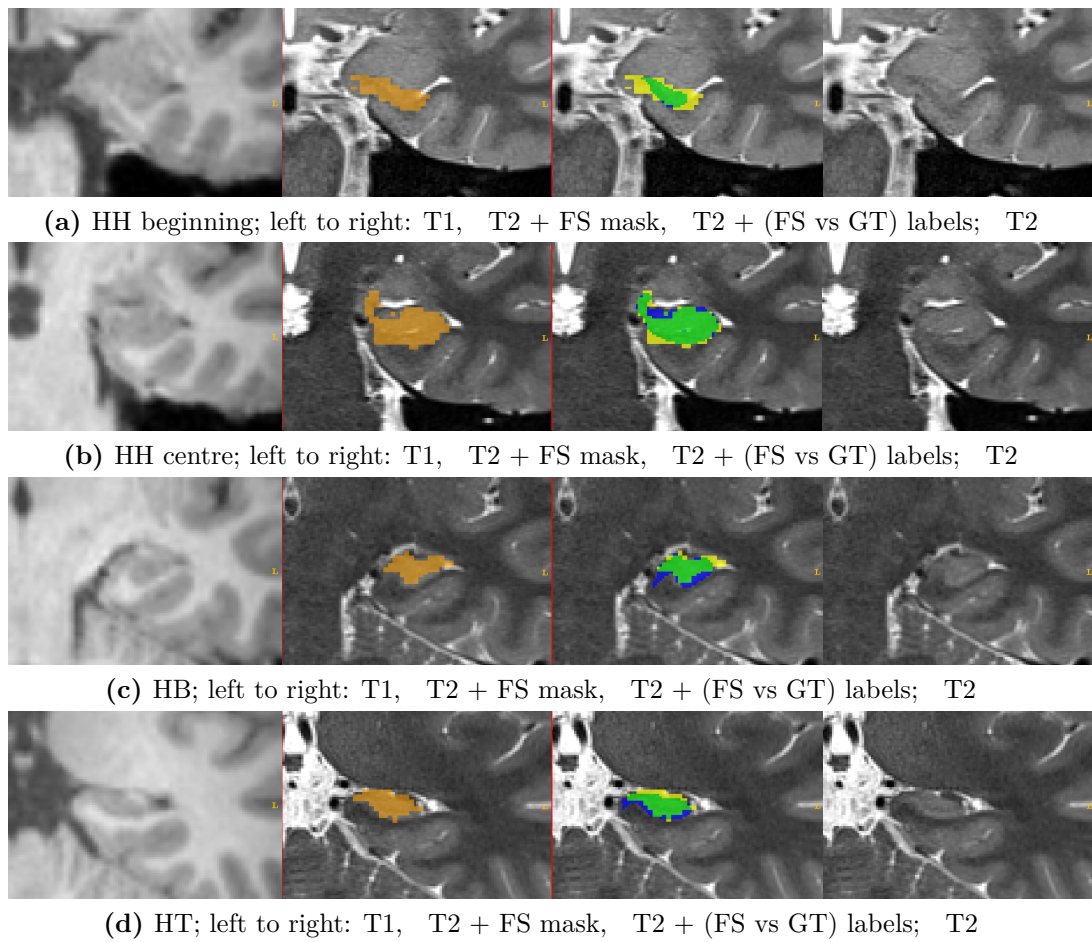 L
L
(a) HH beginning; left to right: T1, T2 + FS mask, T2 + (FS vs GT) labels; T2
L
L
(b) HH centre; left to right: T1, T2 + FS mask, T2 + (FS vs GT) labels; T2
L
L
(c) HB; left to right: T1, T2 + FS mask, T2 + (FS vs GT) labels; T2
L
L
(d) HT; left to right: T1, T2 + FS mask, T2 + (FS vs GT) labels; T2